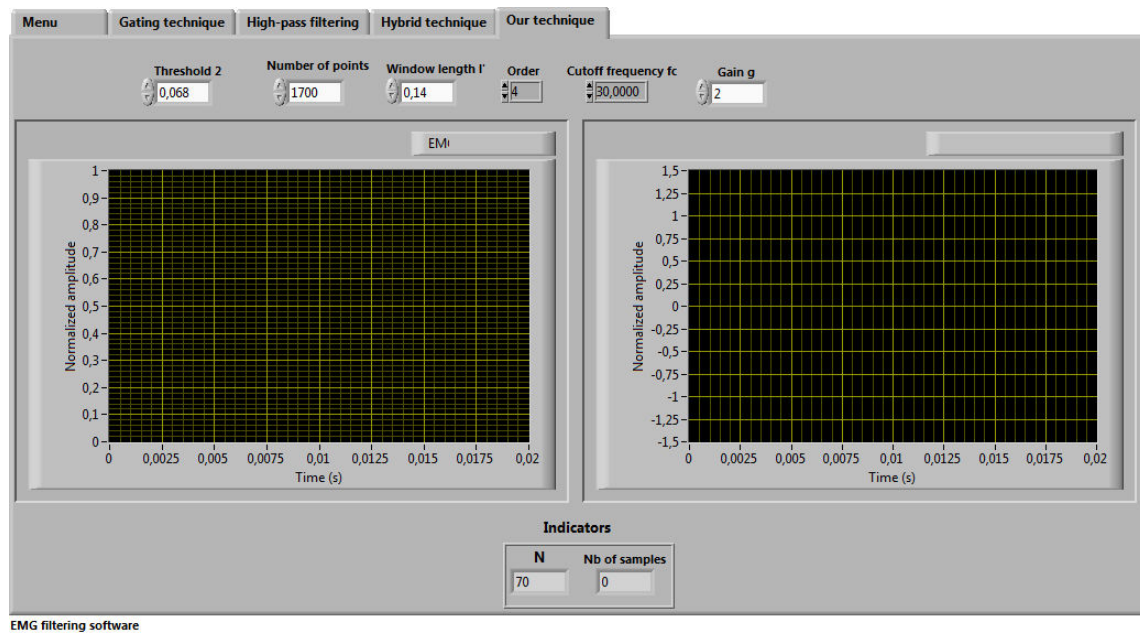 Menu
Gating technique
High-pass filtering
Hybrid technique
Our technique
Threshold 2
0,068
Number of points
1700
Window length l'
0,14
Order
4
Cutoff frequency fc
30,0000
Gain g
2
EM
Normalized amplitude
1
0,9
0,8
0,7
0,6
0,5
0,4
0,3
0,2
0,1
0
0 0,0025 0,005 0,0075 0,01 0,0125 0,015 0,0175 0,02
Time (s)
Normalized amplitude
1,5
1,25
1
0,75
0,5
0,25
0
-0,25
-0,5
-0,75
-1
-1,25
-1,5
0 0,0025 0,005 0,0075 0,01 0,0125 0,015 0,0175 0,02
Time (s)
Indicators
N
70
Nb of samples
0
EMG filtering software